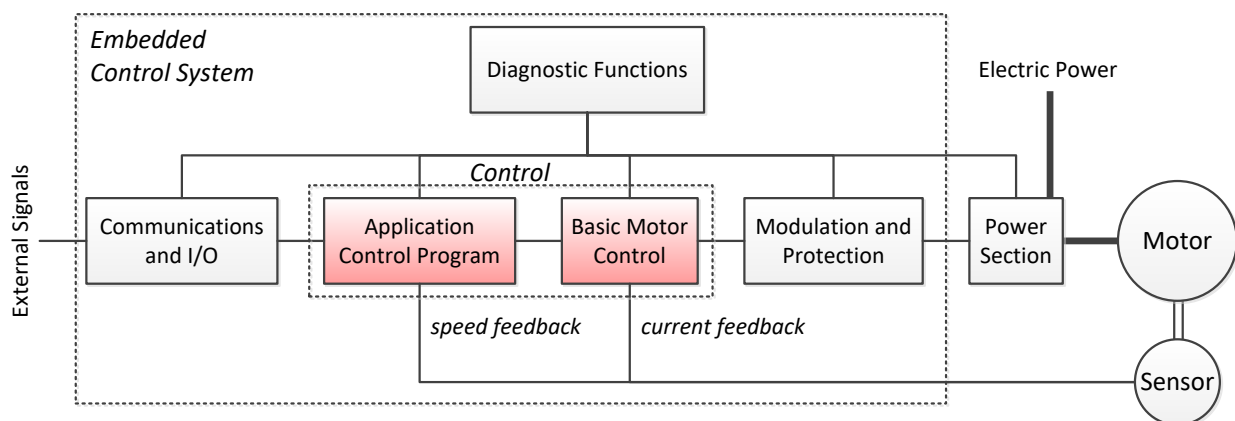 Embedded
Control System
Diagnostic Functions
Electric Power
Control
External Signals
Communications
and I/O
Application
Control Program
Basic Motor
Control
Modulation and
Protection
Power
Section
Motor
speed feedback
current feedback
Sensor